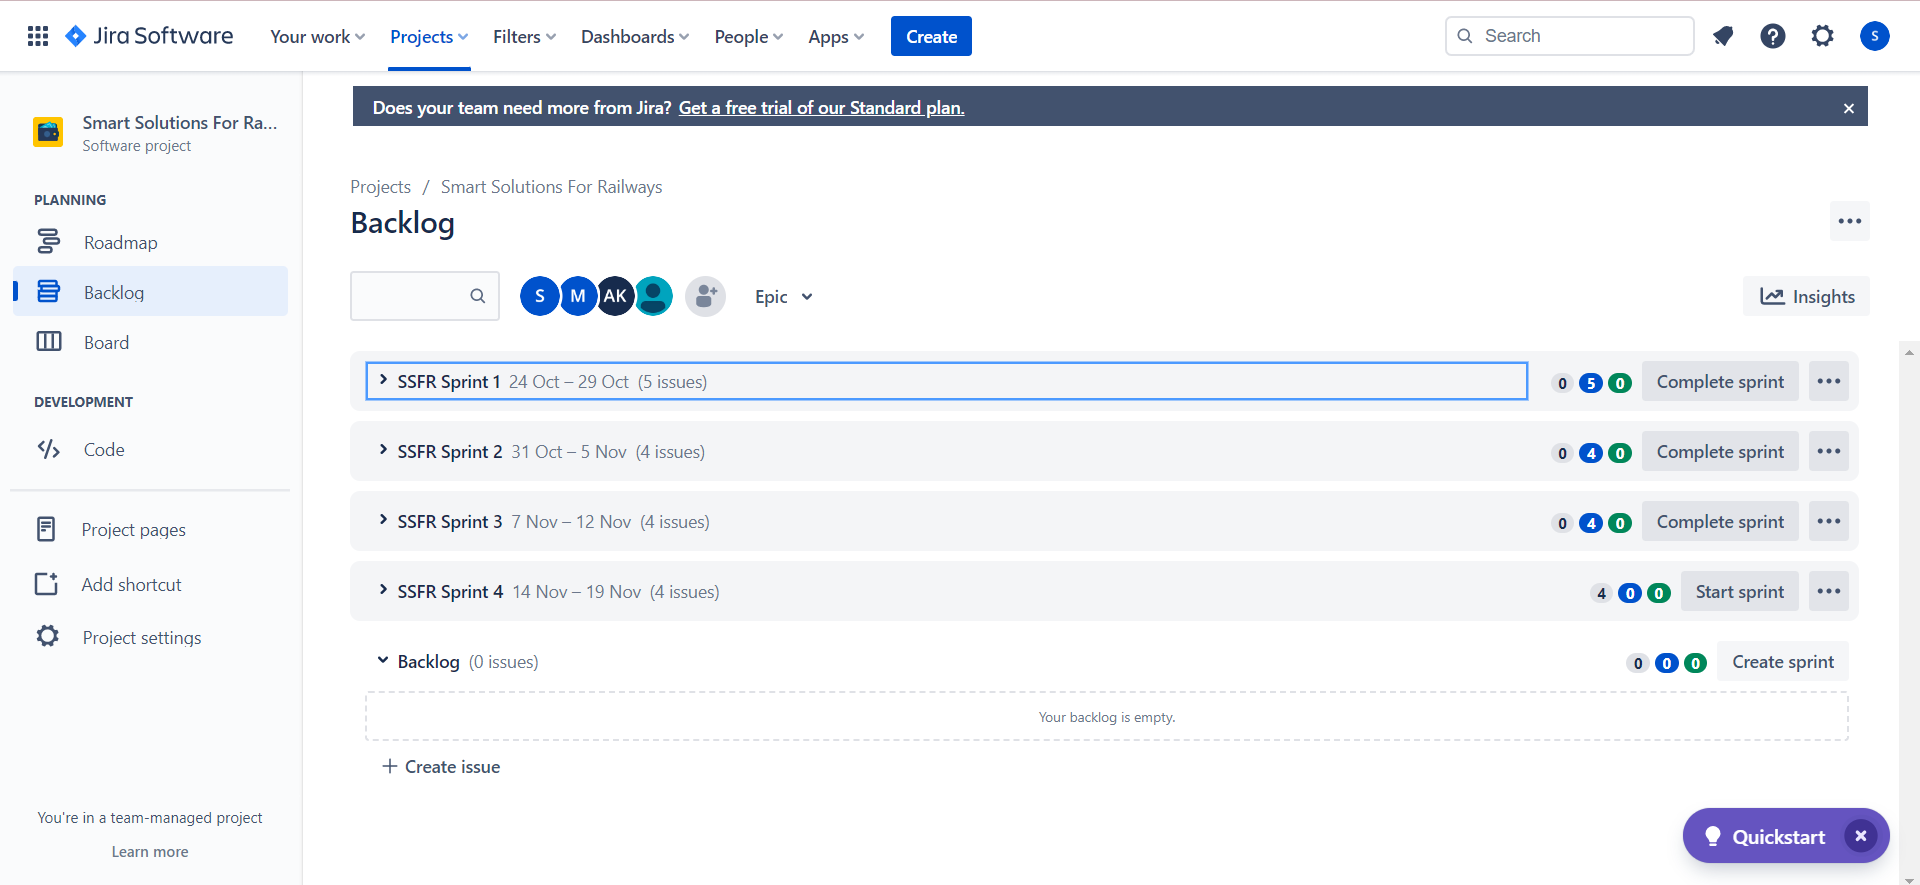 Jira Software Your work Projects Filters Dashboards People Apps Create Search S
Does your team need more from Jira? Get a free trial of our Standard plan.
Smart Solutions For Ra...
Software project
PLANNING
Roadmap
Backlog
Board
DEVELOPMENT
Code
Project pages
Add shortcut
Project settings
You're in a team-managed project
Learn more
Projects / Smart Solutions For Railways
Backlog
S M AK Epic Insights
SSFR Sprint 1 24 Oct – 29 Oct (5 issues) 0 5 0 Complete sprint
SSFR Sprint 2 31 Oct – 5 Nov (4 issues) 0 4 0 Complete sprint
SSFR Sprint 3 7 Nov – 12 Nov (4 issues) 0 4 0 Complete sprint
SSFR Sprint 4 14 Nov – 19 Nov (4 issues) 4 0 0 Start sprint
Backlog (0 issues) 0 0 0 Create sprint
Your backlog is empty.
+ Create issue
Quickstart